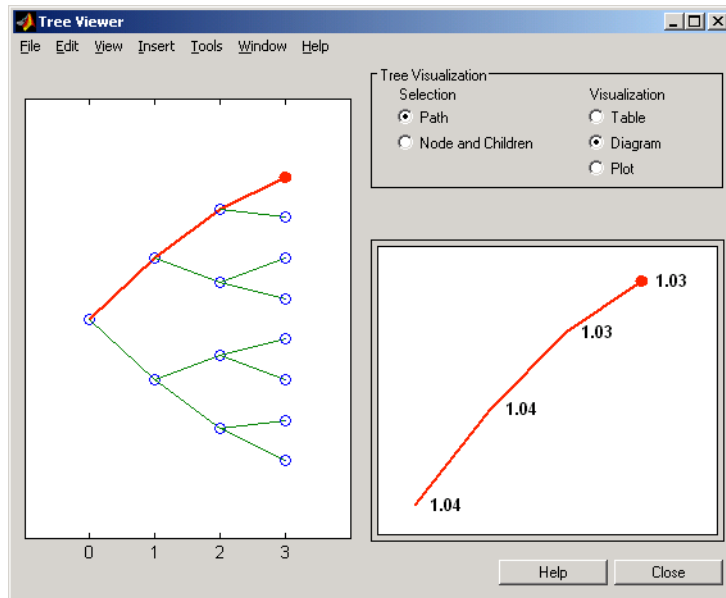 Tree Viewer
File Edit View Insert Tools Window Help
Tree Visualization
Selection
Path
Node and Children
Visualization
Table
Diagram
Plot
0 1 2 3
1.03
1.03
1.04
1.04
Help
Close